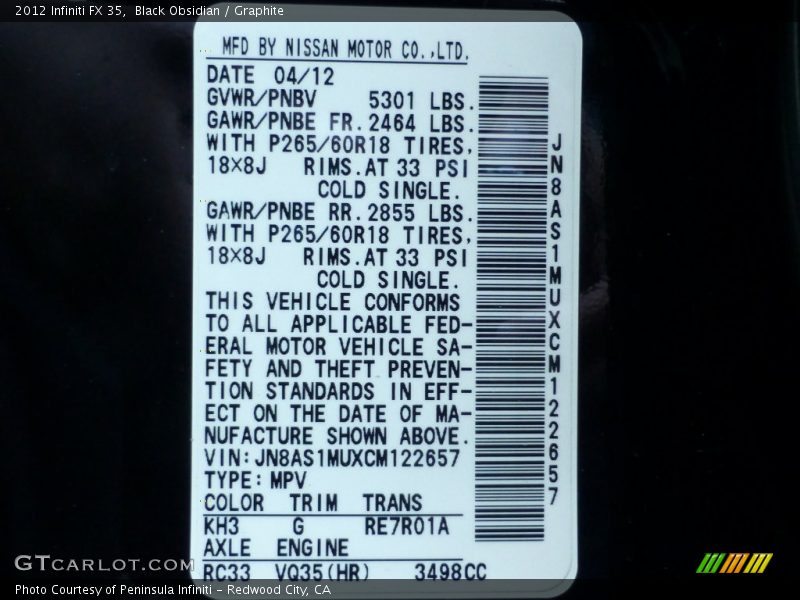 2012 Infiniti FX 35, Black Obsidian / Graphite
MFD BY NISSAN MOTOR CO.,LTD.
DATE 04/12
GVWR/PNBV 5301 LBS.
GAWR/PNBE FR.2464 LBS.
WITH P265/60R18 TIRES,
18×8J RIMS.AT 33 PSI
COLD SINGLE.
GAWR/PNBE RR.2855 LBS.
WITH P265/60R18 TIRES,
18×8J RIMS.AT 33 PSI
COLD SINGLE.
THIS VEHICLE CONFORMS
TO ALL APPLICABLE FED-
ERAL MOTOR VEHICLE SA-
FETY AND THEFT PREVEN-
TION STANDARDS IN EFF-
ECT ON THE DATE OF MA-
NUFACTURE SHOWN ABOVE.
VIN:JN8AS1MUXCM122657
TYPE:MPV
COLOR TRIM TRANS
KH3 G RE7R01A
AXLE ENGINE
RC33 VQ35(HR) 3498CC
JN8AS1MUXCM122657
GTCARLOT.COM
Photo Courtesy of Peninsula Infiniti - Redwood City, CA